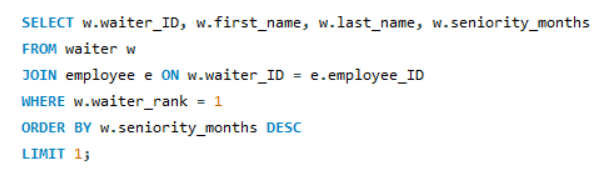 SELECT w.waiter_ID, w.first_name, w.last_name, w.seniority_months
FROM waiter w
JOIN employee e ON w.waiter_ID = e.employee_ID
WHERE w.waiter_rank = 1
ORDER BY w.seniority_months DESC
LIMIT 1;